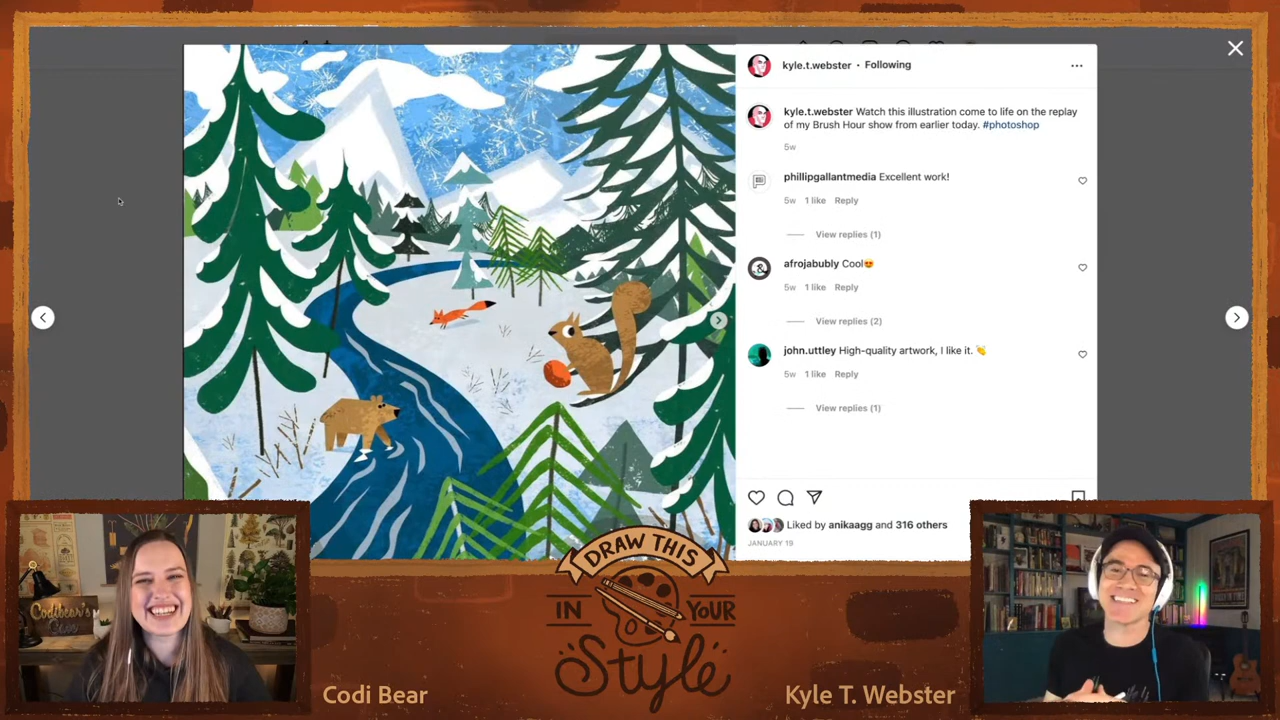 kyle.t.webster • Following
kyle.t.webster Watch this illustration come to life on the replay
of my Brush Hour show from earlier today. #photoshop
5w
phillipgallantmedia Excellent work!
5w 1 like Reply
View replies (1)
afrojabubly Cool😍
5w 1 like Reply
View replies (2)
john.uttley High-quality artwork, I like it. 👏
5w 1 like Reply
View replies (1)
Liked by anikaagg and 316 others
JANUARY 19
Codibear's
DRAW THIS
IN YOUR
Style
Codi Bear
Kyle T. Webster